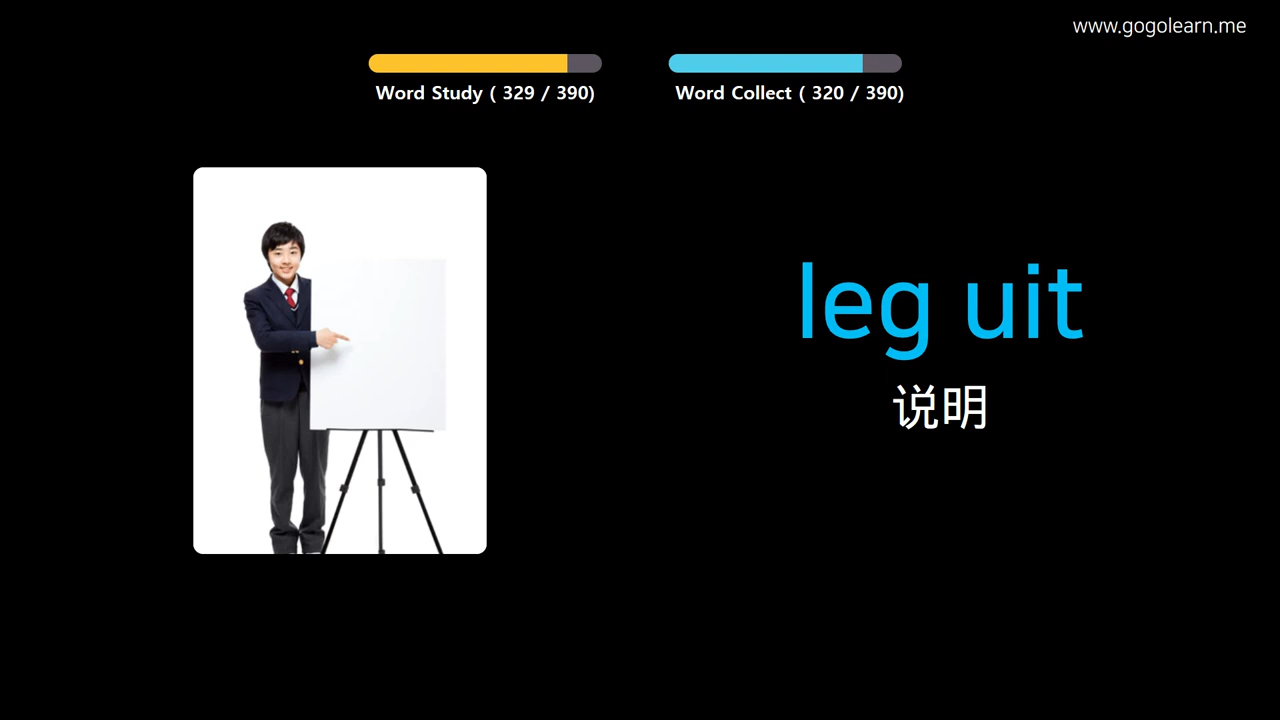 www.gogolearn.me
Word Study ( 329 / 390)
Word Collect ( 320 / 390)
leg uit
说明